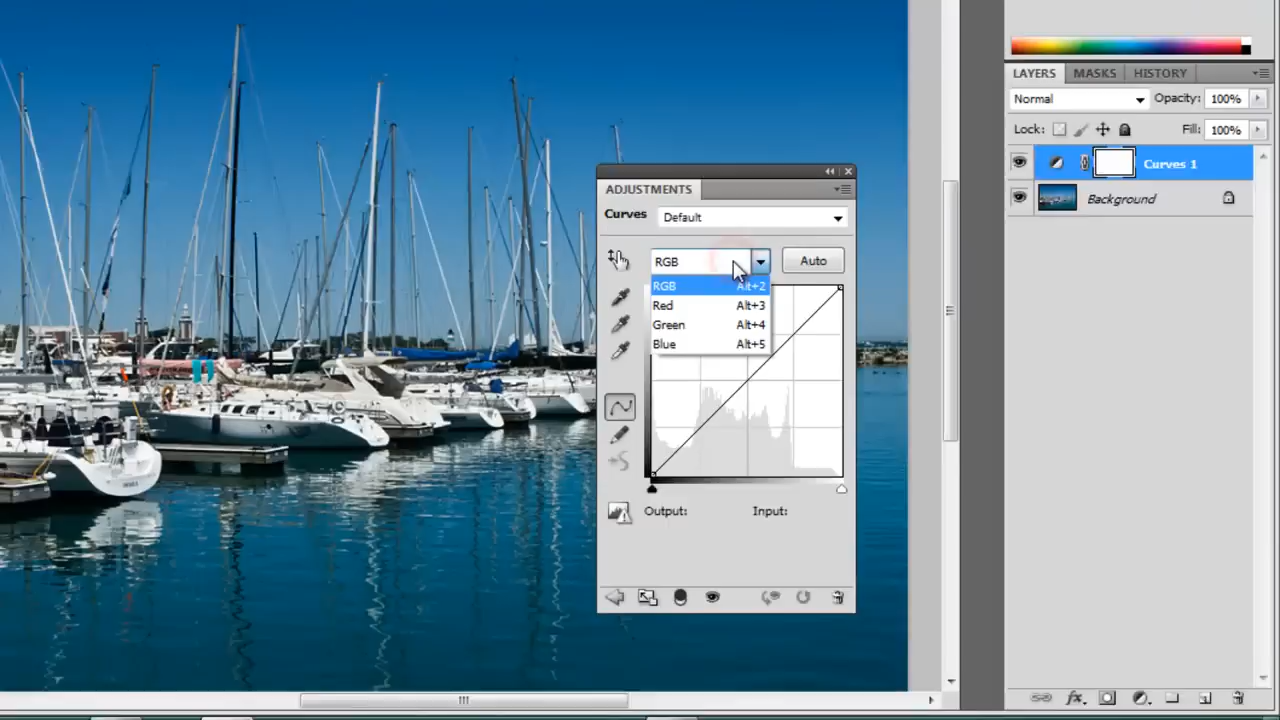 LAYERS MASKS HISTORY
Normal Opacity: 100%
Lock: Fill: 100%
Curves 1
Background
ADJUSTMENTS
Curves Default
RGB Auto
RGB Alt+2
Red Alt+3
Green Alt+4
Blue Alt+5
Output: Input:
fx